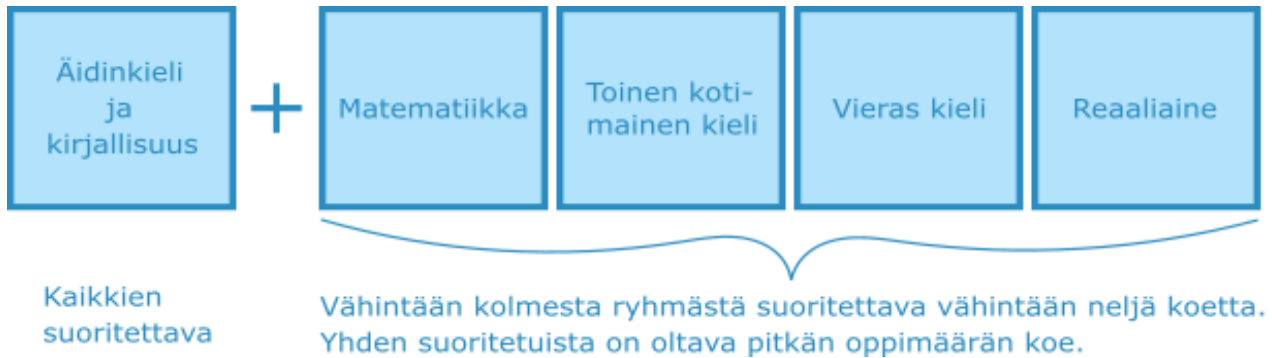 Äidinkieli
ja
kirjallisuus
+
Matematiikka
Toinen koti-
mainen kieli
Vieras kieli
Reaaliaine
Kaikkien
suoritettava
Vähintään kolmesta ryhmästä suoritettava vähintään neljä koetta.
Yhden suoritetuista on oltava pitkän oppimäärän koe.